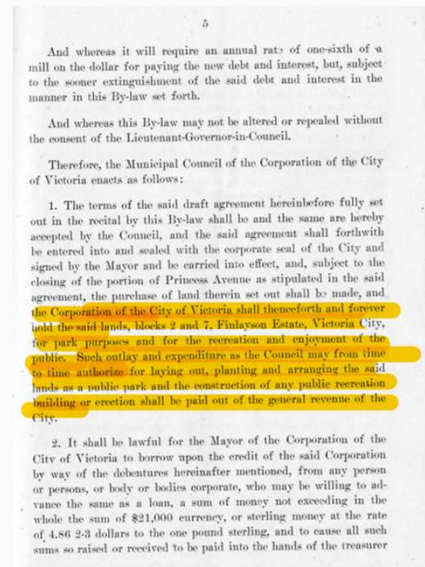 5
And whereas it will require an annual rate of one-sixth of a
mill on the dollar for paying the new debt and interest, but, subject
to the sooner extinguishment of the said debt and interest in the
manner in this By-law set forth.
And whereas this By-law may not be altered or repealed without
the consent of the Lieutenant-Governor-in-Council.
Therefore, the Municipal Council of the Corporation of the City
of Victoria enacts as follows:
1. The terms of the said draft agreement hereinbefore fully set
out in the recital by this By-law shall be and the same are hereby
accepted by the Council, and the said agreement shall forthwith
be entered into and sealed with the corporate seal of the City and
signed by the Mayor and be carried into effect, and, subject to the
closing of the portion of Princess Avenue as stipulated in the said
agreement, the purchase of land therein set out shall be made, and
the Corporation of the City of Victoria shall thenceforth and forever
hold the said lands, blocks 2 and 7, Finlayson Estate, Victoria City,
for park purposes and for the recreation and enjoyment of the
public. Such outlay and expenditure as the Council may from time
to time authorize for laying out, planting and arranging the said
lands as a public park and the construction of any public recreation
building or erection shall be paid out of the general revenue of the
City.
2. It shall be lawful for the Mayor of the Corporation of the
City of Victoria to borrow upon the credit of the said Corporation
by way of the debentures hereinafter mentioned, from any person
or persons, or body or bodies corporate, who may be willing to ad-
vance the same as a loan, a sum of money not exceeding in the
whole the sum of $21,000 currency, or sterling money at the rate
of 4.86 2-3 dollars to the one pound sterling, and to cause all such
sums so raised or received to be paid into the hands of the treasurer